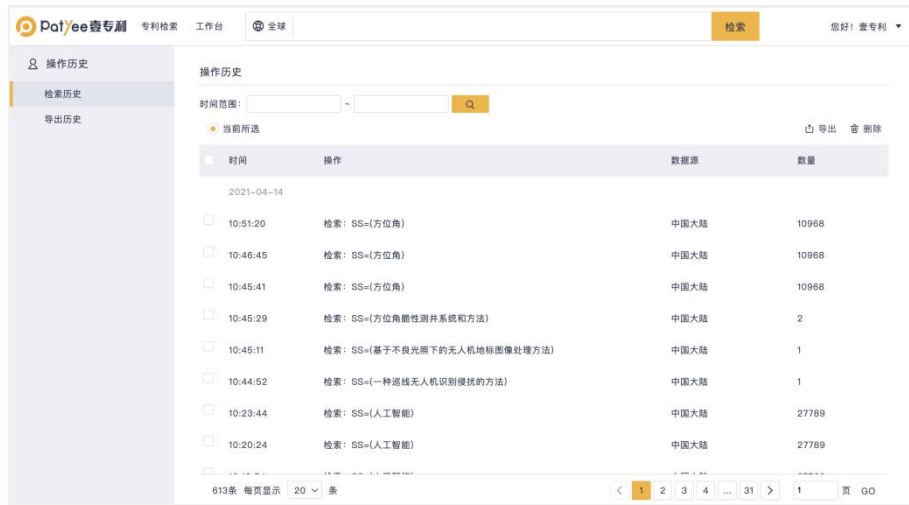 Patyee壹专利 专利检索 工作台 全球 检索 您好！壹专利
操作历史
检索历史
导出历史
操作历史
时间范围： ~
当前所选 导出 删除
时间 操作 数据源 数量
2021-04-14
10:51:20 检索：SS=(方位角) 中国大陆 10968
10:46:45 检索：SS=(方位角) 中国大陆 10968
10:45:41 检索：SS=(方位角) 中国大陆 10968
10:45:29 检索：SS=(方位角脆性测井系统和方法) 中国大陆 2
10:45:11 检索：SS=(基于不良光照下的无人机地标图像处理方法) 中国大陆 1
10:44:52 检索：SS=(一种巡线无人机识别侵扰的方法) 中国大陆 1
10:23:44 检索：SS=(人工智能) 中国大陆 27789
10:20:24 检索：SS=(人工智能) 中国大陆 27789
613条 每页显示 20 条 < 1 2 3 4 ... 31 > 1 页 GO